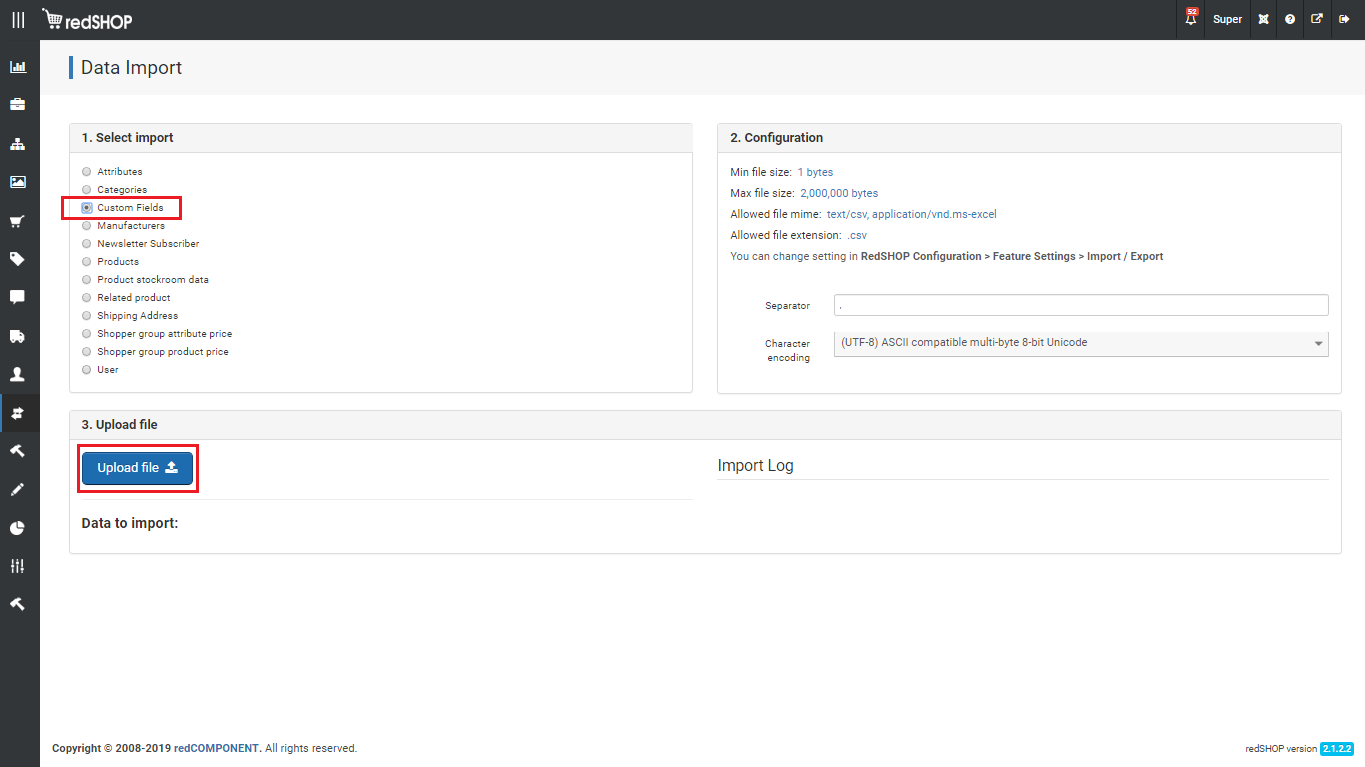 redSHOP
52
Super
Data Import
1. Select import
Attributes
Categories
Custom Fields
Manufacturers
Newsletter Subscriber
Products
Product stockroom data
Related product
Shipping Address
Shopper group attribute price
Shopper group product price
User
2. Configuration
Min file size: 1 bytes
Max file size: 2,000,000 bytes
Allowed file mime: text/csv, application/vnd.ms-excel
Allowed file extension: .csv
You can change setting in RedSHOP Configuration > Feature Settings > Import / Export
Separator ,
Character
encoding
(UTF-8) ASCII compatible multi-byte 8-bit Unicode
3. Upload file
Upload file
Import Log
Data to import:
Copyright © 2008-2019 redCOMPONENT. All rights reserved.
redSHOP version 2.1.2.2